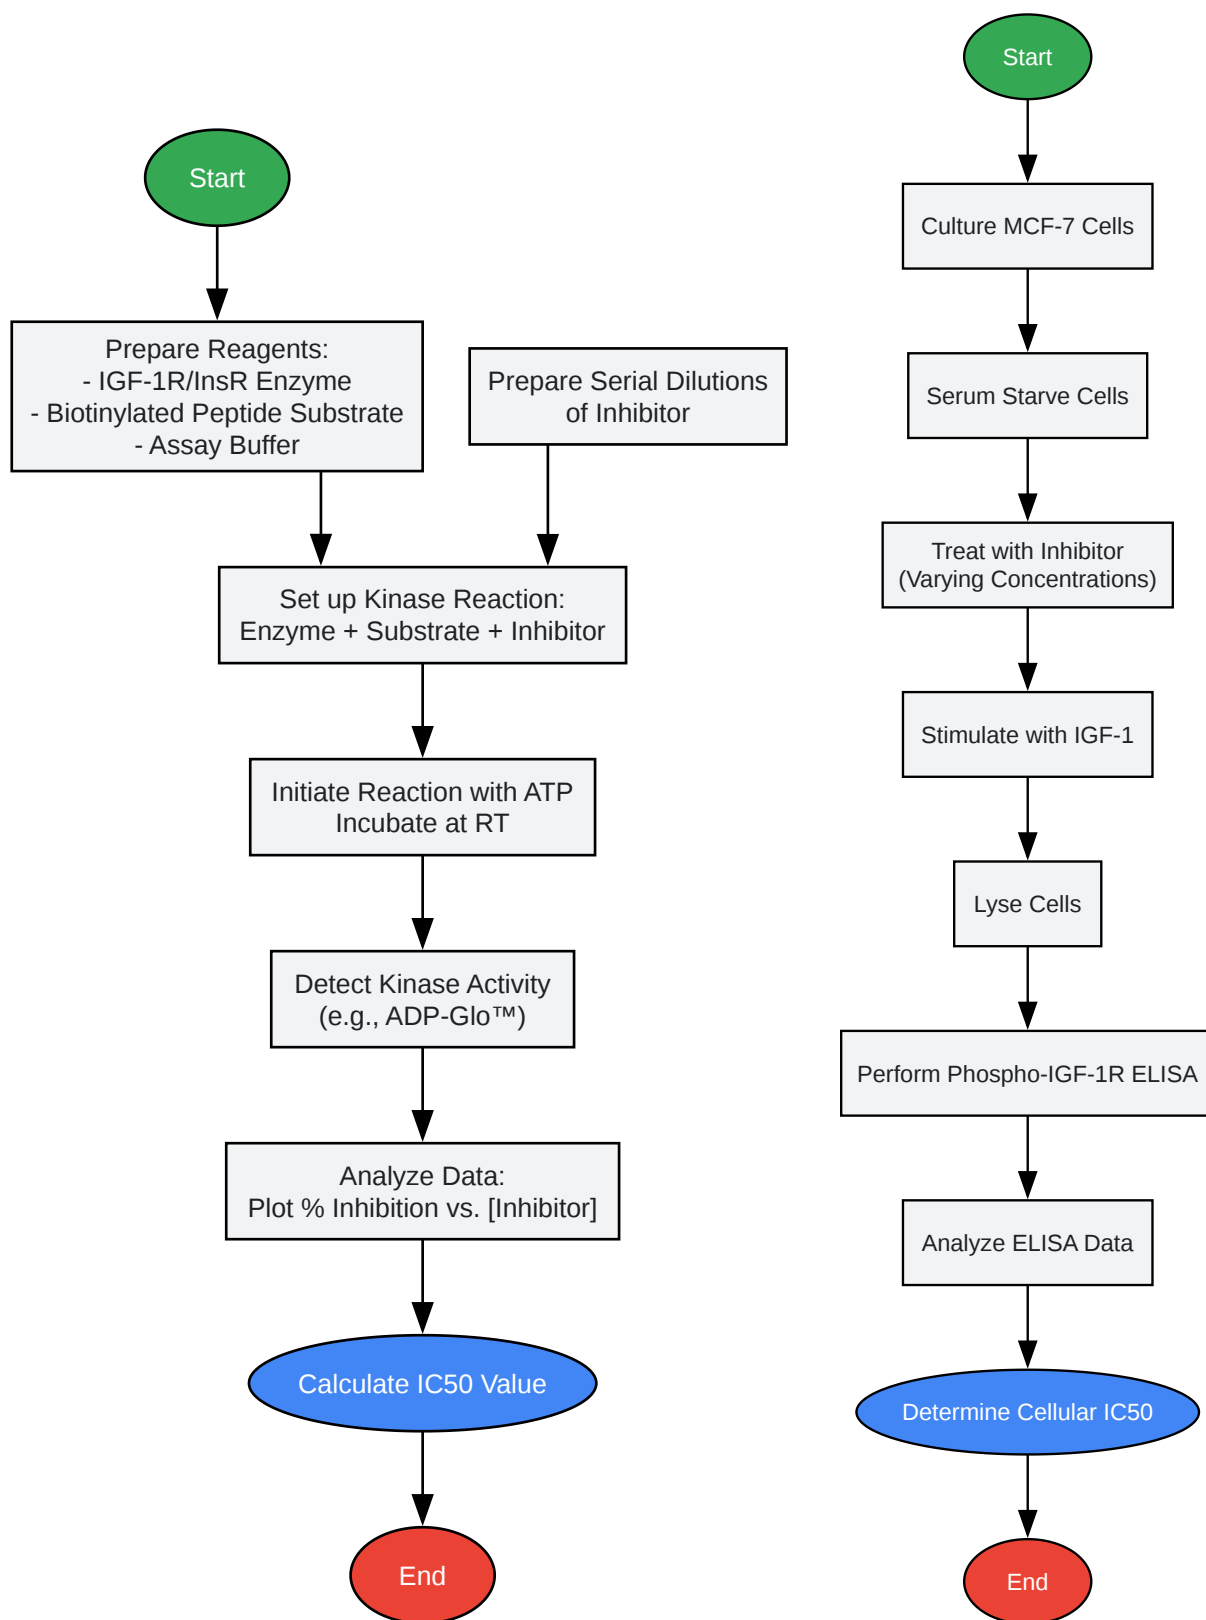 Start
Prepare Reagents:
- IGF-1R/InsR Enzyme
- Biotinylated Peptide Substrate
- Assay Buffer
Prepare Serial Dilutions
of Inhibitor
Set up Kinase Reaction:
Enzyme + Substrate + Inhibitor
Initiate Reaction with ATP
Incubate at RT
Detect Kinase Activity
(e.g., ADP-Glo™)
Analyze Data:
Plot % Inhibition vs. [Inhibitor]
Calculate IC50 Value
End
Start
Culture MCF-7 Cells
Serum Starve Cells
Treat with Inhibitor
(Varying Concentrations)
Stimulate with IGF-1
Lyse Cells
Perform Phospho-IGF-1R ELISA
Analyze ELISA Data
Determine Cellular IC50
End